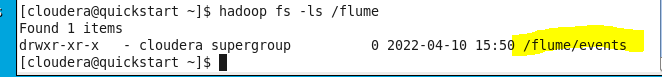 [cloudera@quickstart ~]$ hadoop fs -ls /flume
Found 1 items
drwxr-xr-x   - cloudera supergroup          0 2022-04-10 15:50 /flume/events
[cloudera@quickstart ~]$